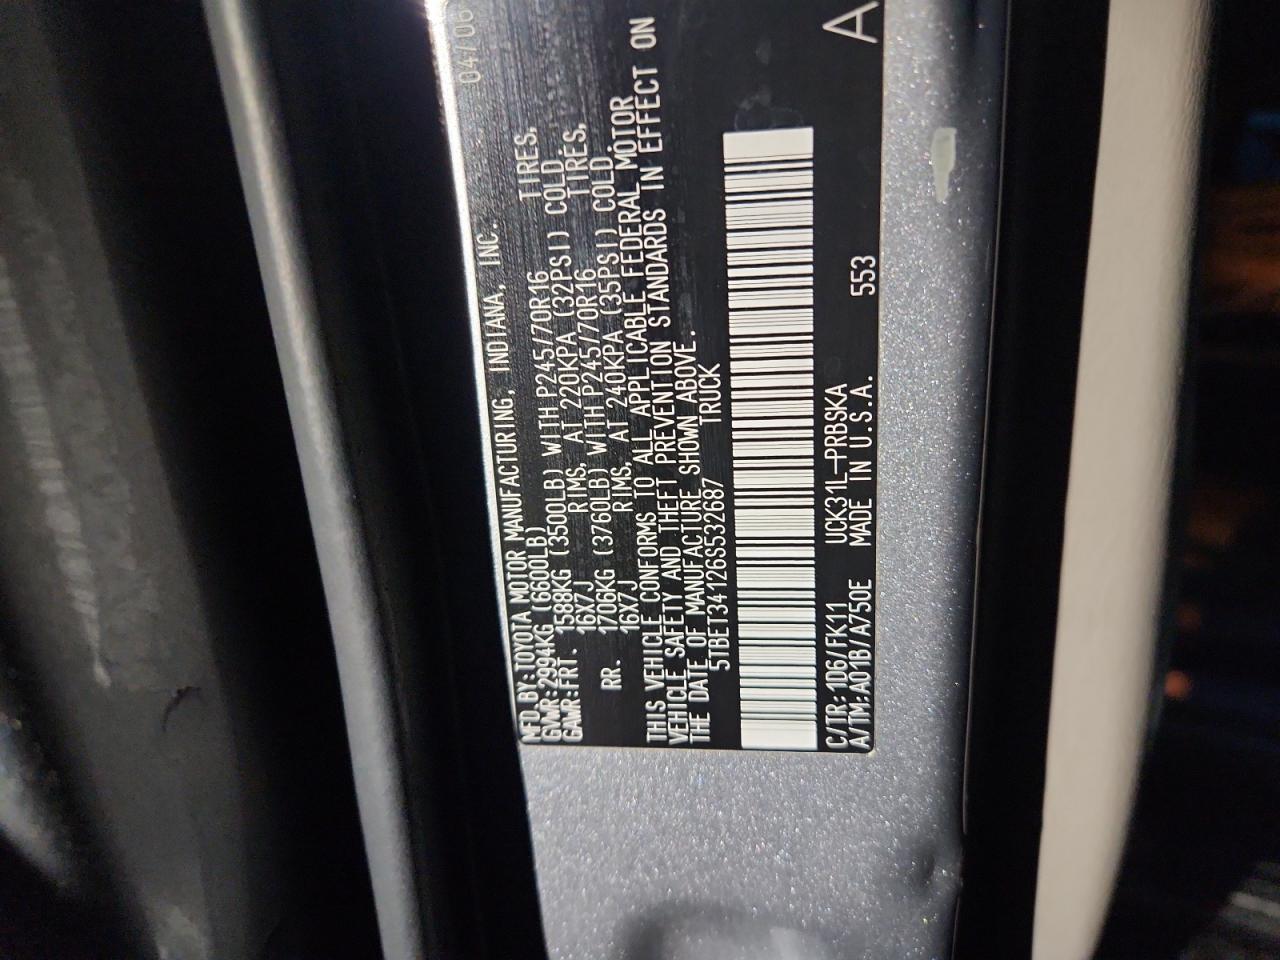 MFD.BY:TOYOTA MOTOR MANUFACTURING, INDIANA, INC. 04/06
GVWR:2994KG (6600LB)
GAWR:FRT. 1588KG (3500LB) WITH P245/70R16 TIRES,
16X7J RIMS, AT 220KPA (32PSI) COLD
RR. 1706KG (3760LB) WITH P245/70R16 TIRES,
16X7J RIMS, AT 240KPA (35PSI) COLD.
THIS VEHICLE CONFORMS TO ALL APPLICABLE FEDERAL MOTOR
VEHICLE SAFETY AND THEFT PREVENTION STANDARDS IN EFFECT ON
THE DATE OF MANUFACTURE SHOWN ABOVE.
5TBET34126S532687 TRUCK
C/TR:1D6/FK11 UCK31L-PRBSKA
A/TM:A01B/A750E MADE IN U.S.A. 553 A